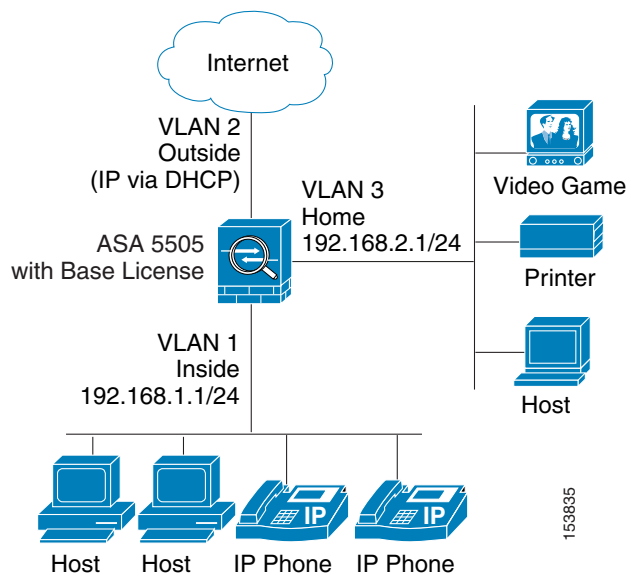 Internet
VLAN 2
Outside
(IP via DHCP)
VLAN 3
Home
192.168.2.1/24
Video Game
ASA 5505
with Base License
Printer
VLAN 1
Inside
192.168.1.1/24
Host
IP
IP
Host
Host
IP Phone
IP Phone
153835